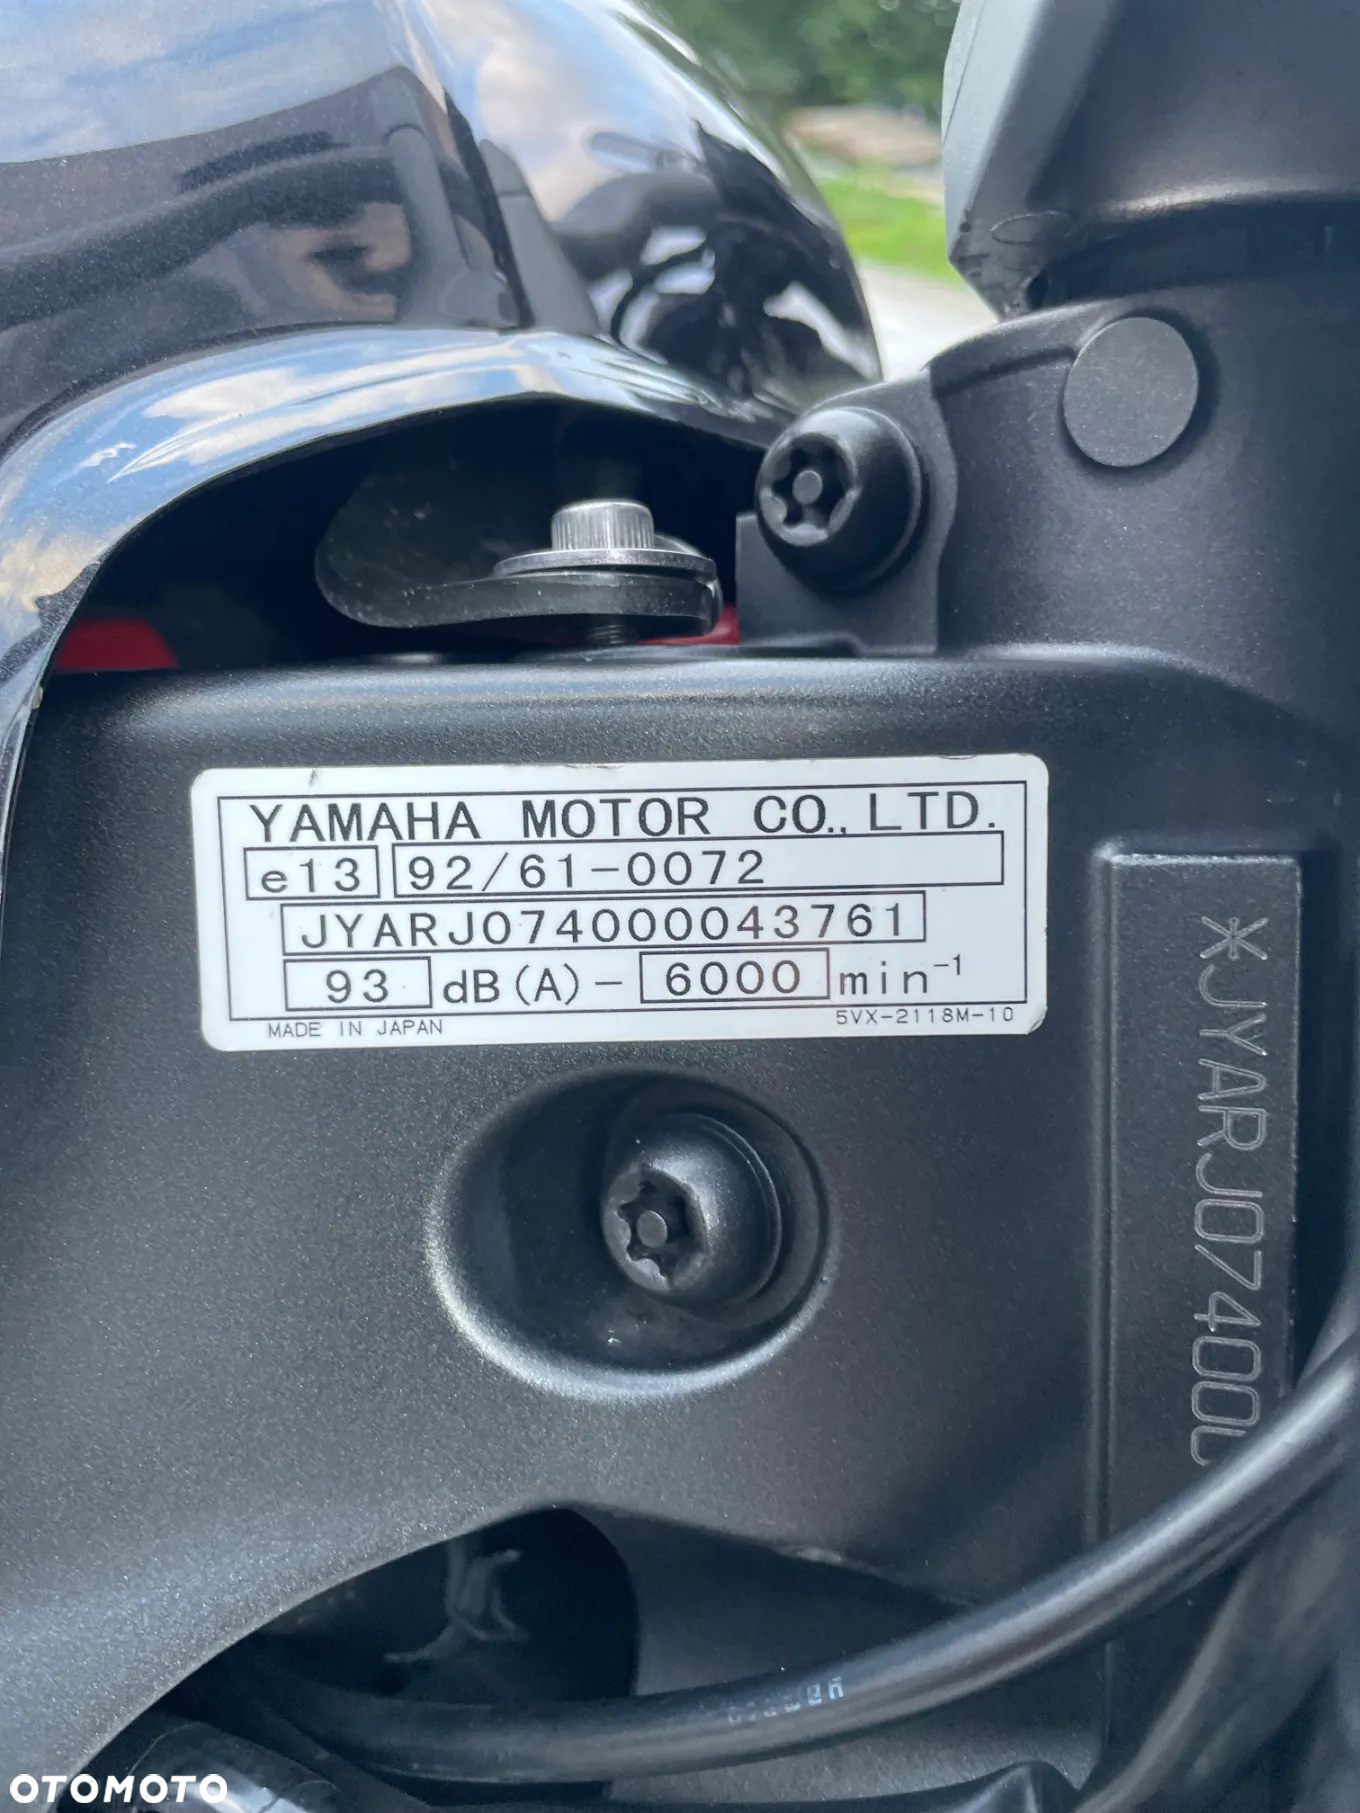 YAMAHA MOTOR CO., LTD.
e13 92/61-0072
JYARJ074000043761
93 dB(A) - 6000 min⁻¹
MADE IN JAPAN 5VX-2118M-10
*JYARJ07400
OTOMOTO